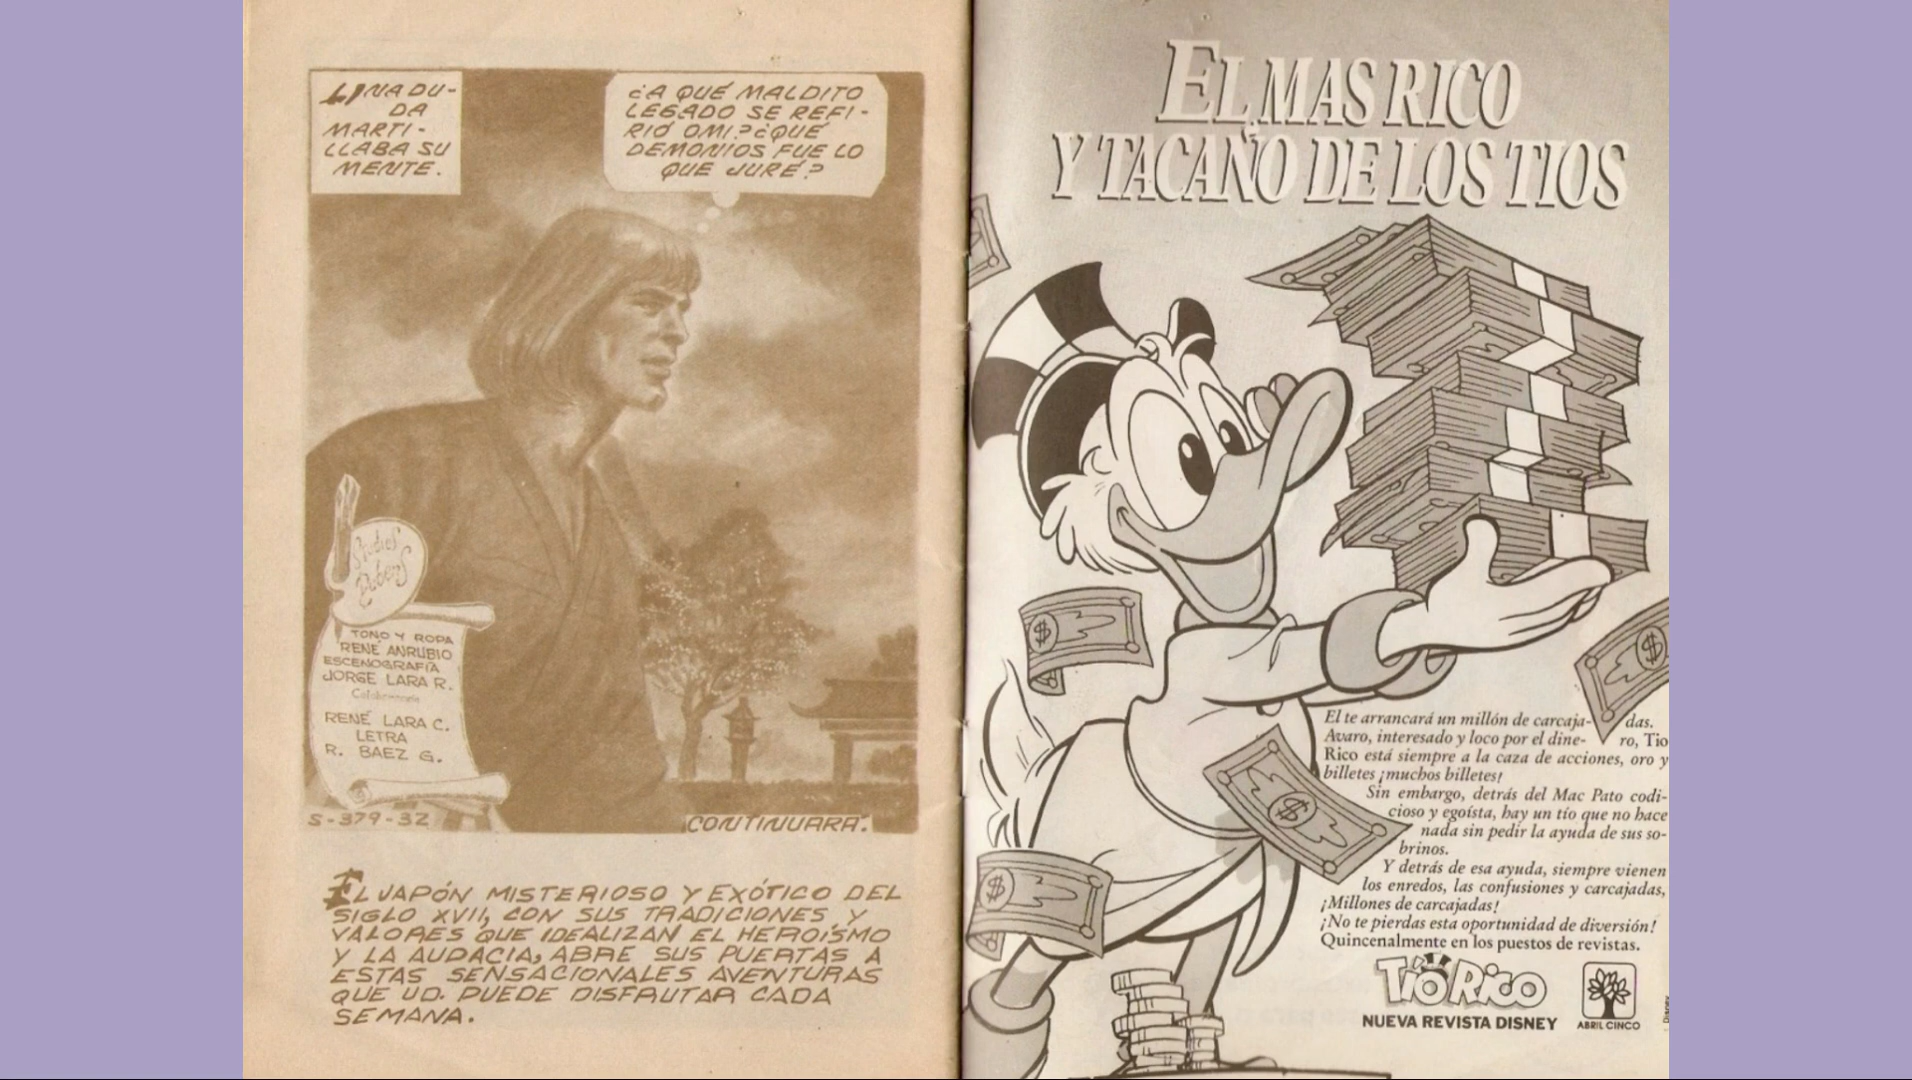 UNA DU-
DA
MARTI-
LLABA SU
MENTE.
¿A QUÉ MALDITO
LEGADO SE REFI-
RIÓ OMI? ¿QUÉ
DEMONIOS FUE LO
QUE JURÉ?
Studios
Rubens
TONO Y ROPA
RENÉ ANRUBIO
ESCENOGRAFÍA
JORGE LARA R.
RENÉ LARA C.
LETRA
R. BAEZ G.
S-379-32
CONTINUARÁ.
EL JAPÓN MISTERIOSO Y EXÓTICO DEL
SIGLO XVII, CON SUS TRADICIONES Y
VALORES QUE IDEALIZAN EL HEROÍSMO
Y LA AUDACIA, ABRE SUS PUERTAS A
ESTAS SENSACIONALES AVENTURAS
QUE UD. PUEDE DISFRUTAR CADA
SEMANA.
EL MAS RICO
Y TACAÑO DE LOS TIOS
El te arrancará un millón de carcaja- das.
Avaro, interesado y loco por el dine- ro, Tio
Rico está siempre a la caza de acciones, oro y
billetes ¡muchos billetes!
Sin embargo, detrás del Mac Pato codi-
cioso y egoísta, hay un tío que no hace
nada sin pedir la ayuda de sus so-
brinos.
Y detrás de esa ayuda, siempre vienen
los enredos, las confusiones y carcajadas,
¡Millones de carcajadas!
¡No te pierdas esta oportunidad de diversión!
Quincenalmente en los puestos de revistas.
TIO RICO
NUEVA REVISTA DISNEY
ABRIL CINCO
Disney